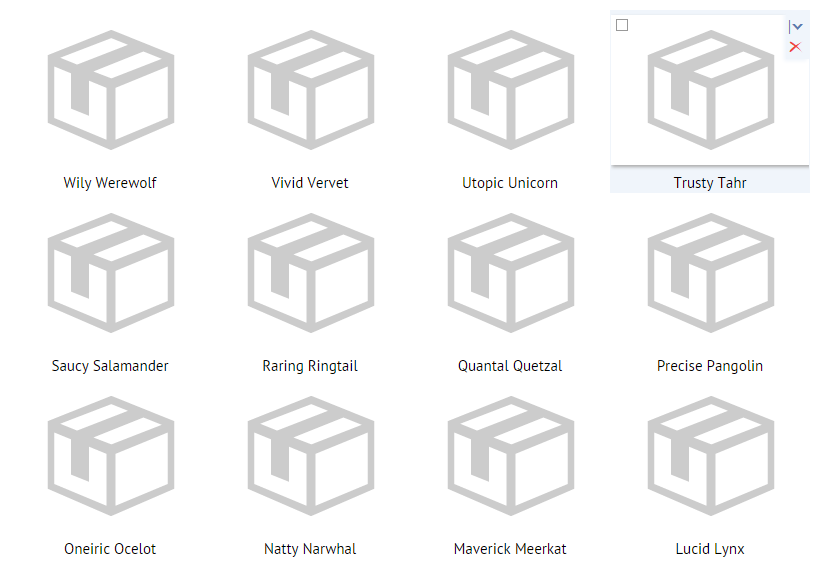 Wily Werewolf
Vivid Vervet
Utopic Unicorn
Trusty Tahr
Saucy Salamander
Raring Ringtail
Quantal Quetzal
Precise Pangolin
Oneiric Ocelot
Natty Narwhal
Maverick Meerkat
Lucid Lynx